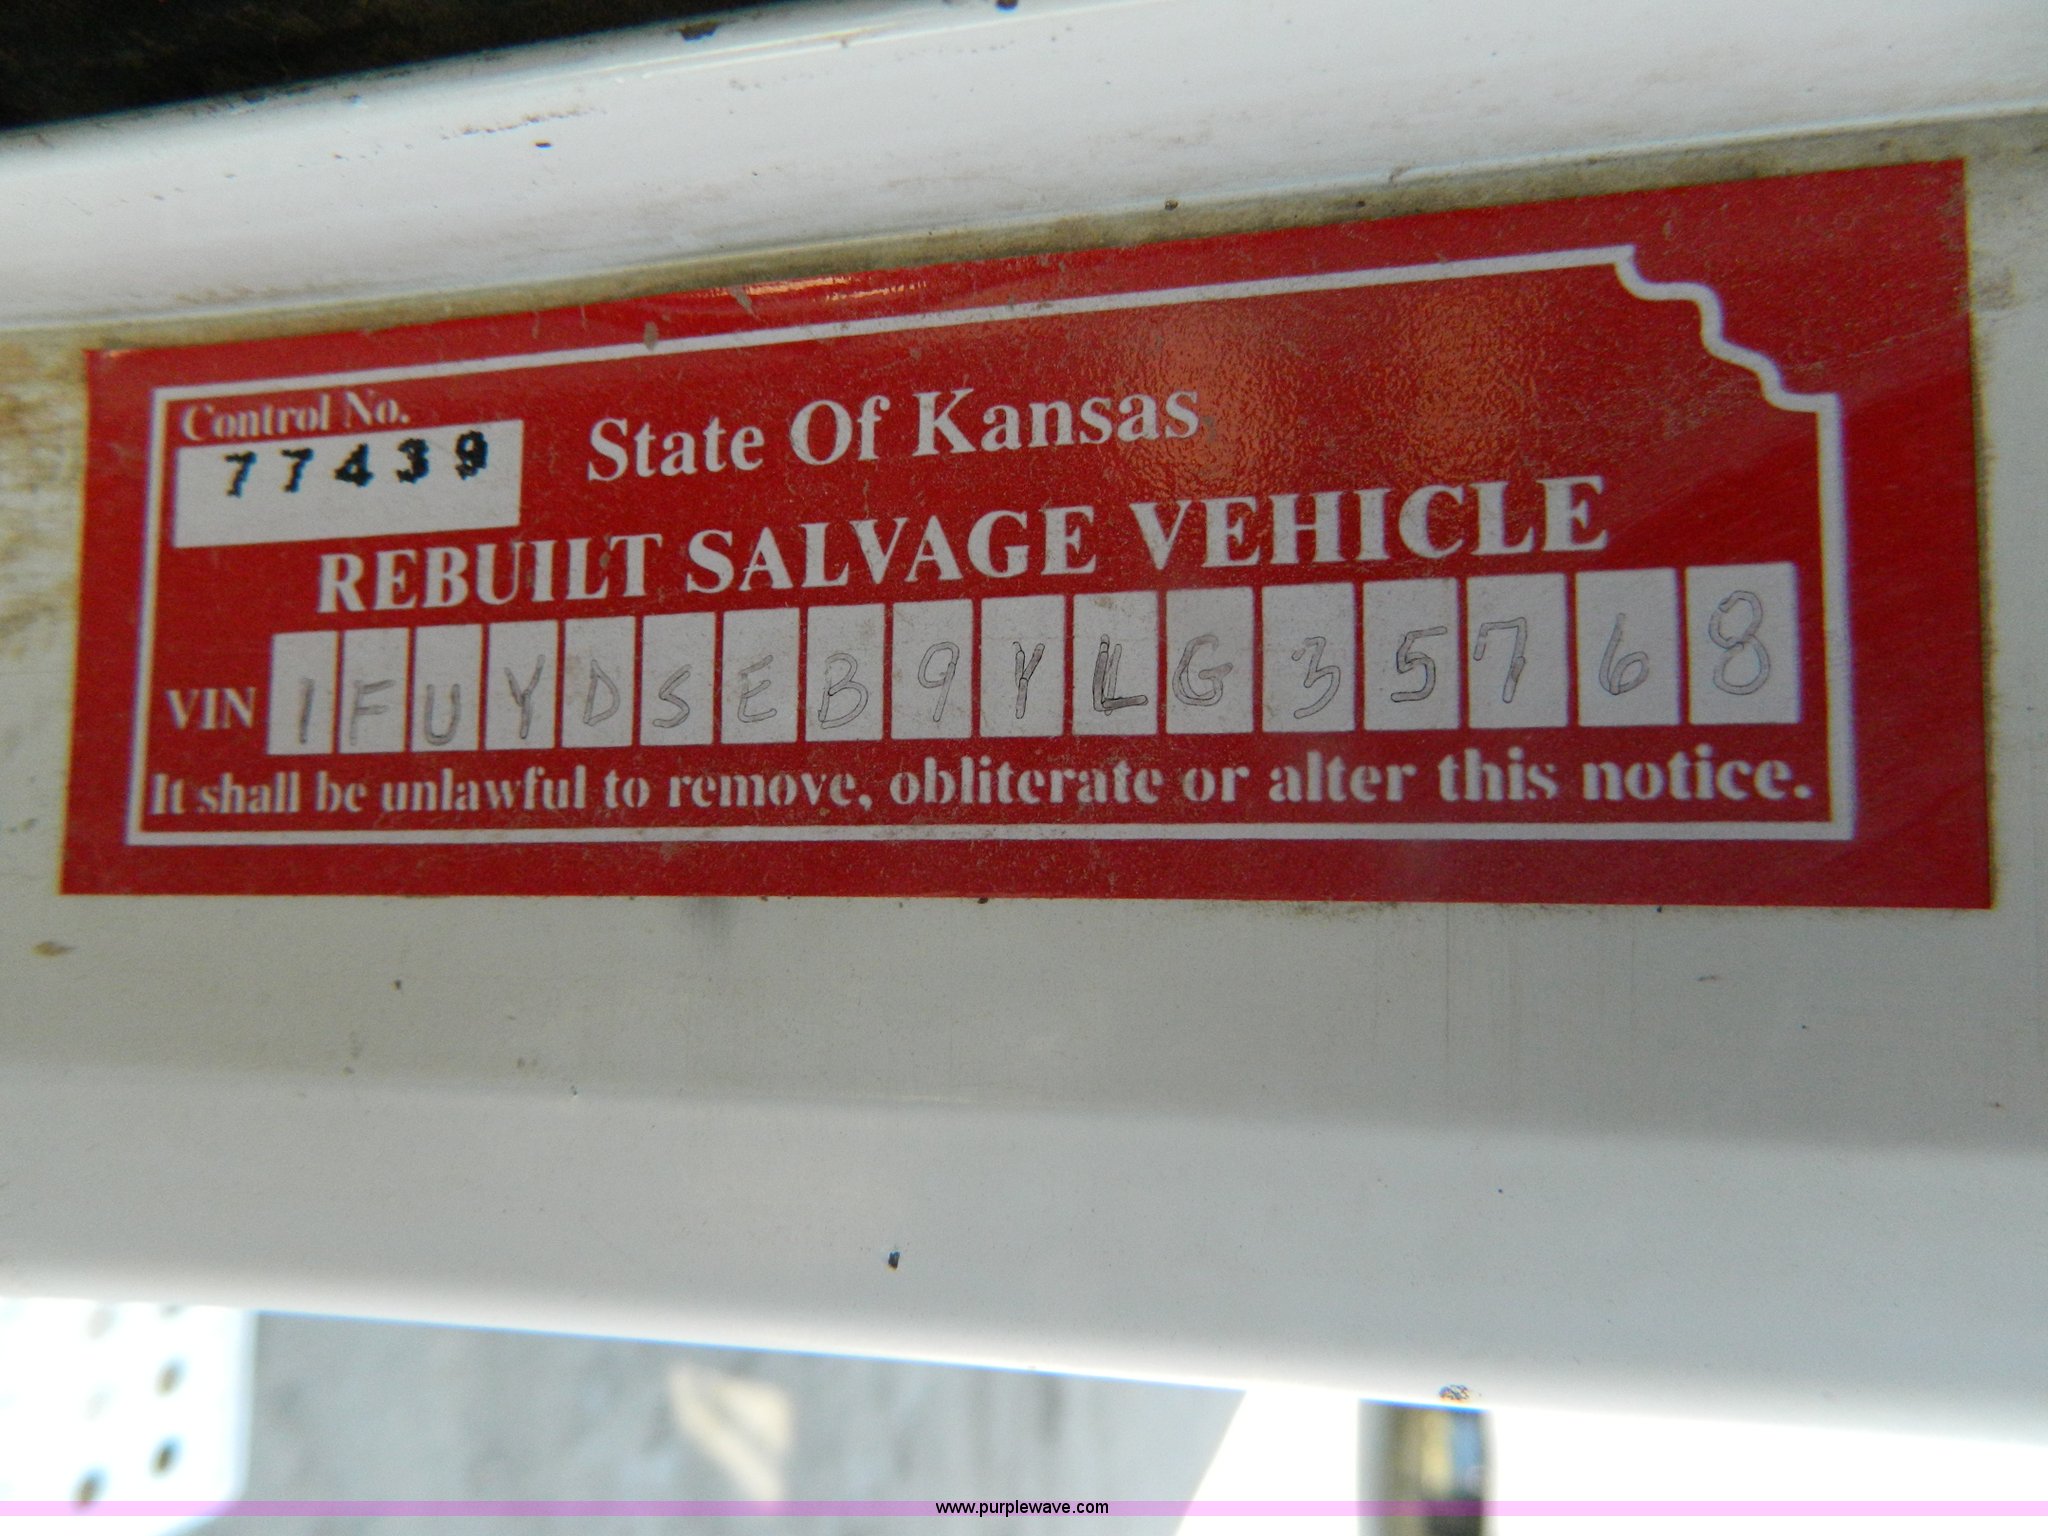 Control No.
77439
State Of Kansas
REBUILT SALVAGE VEHICLE
VIN 1FUYDSEB9YLG35768
It shall be unlawful to remove, obliterate or alter this notice.
www.purplewave.com